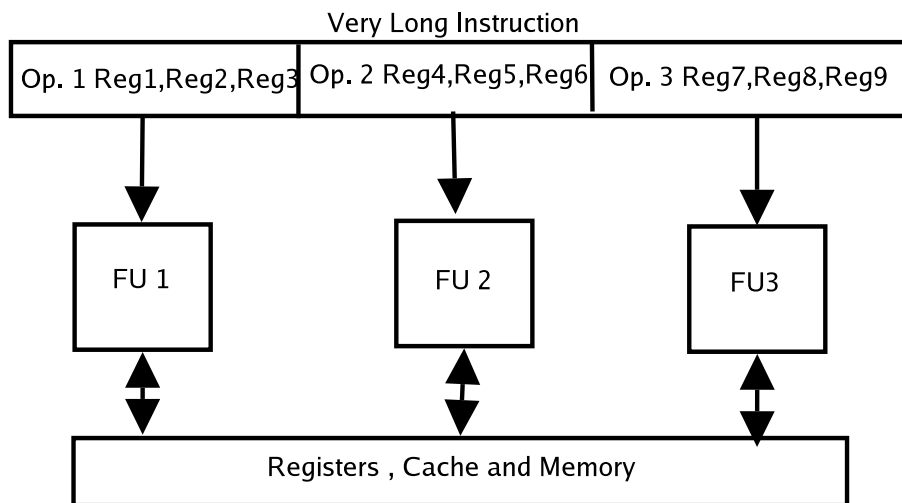 Very Long Instruction
Op. 1 Reg1,Reg2,Reg3
Op. 2 Reg4,Reg5,Reg6
Op. 3 Reg7,Reg8,Reg9
FU 1
FU 2
FU3
Registers , Cache and Memory